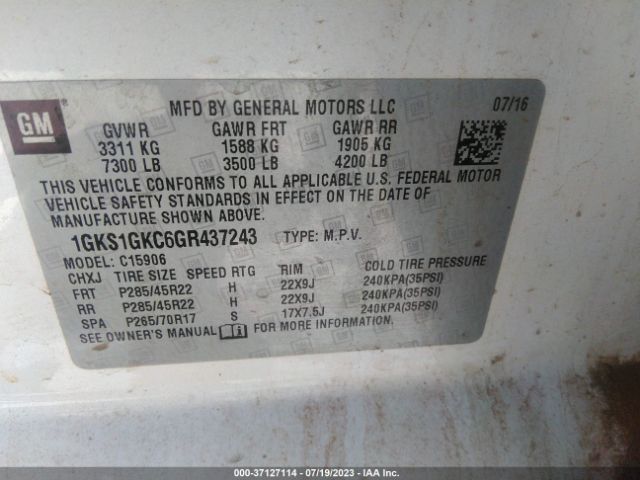 GM
MFD BY GENERAL MOTORS LLC 07/16
GVWR GAWR FRT GAWR RR
3311 KG 1588 KG 1905 KG
7300 LB 3500 LB 4200 LB
THIS VEHICLE CONFORMS TO ALL APPLICABLE U.S. FEDERAL MOTOR
VEHICLE SAFETY STANDARDS IN EFFECT ON THE DATE OF
MANUFACTURE SHOWN ABOVE.
1GKS1GKC6GR437243 TYPE: M.P.V.
MODEL: C15906
CHXJ TIRE SIZE SPEED RTG RIM COLD TIRE PRESSURE
FRT P285/45R22 H 22X9J 240KPA(35PSI)
RR P285/45R22 H 22X9J 240KPA(35PSI)
SPA P265/70R17 S 17X7.5J 240KPA(35PSI)
SEE OWNER'S MANUAL FOR MORE INFORMATION.
000-37127114 / 07/19/2023 - IAA Inc.